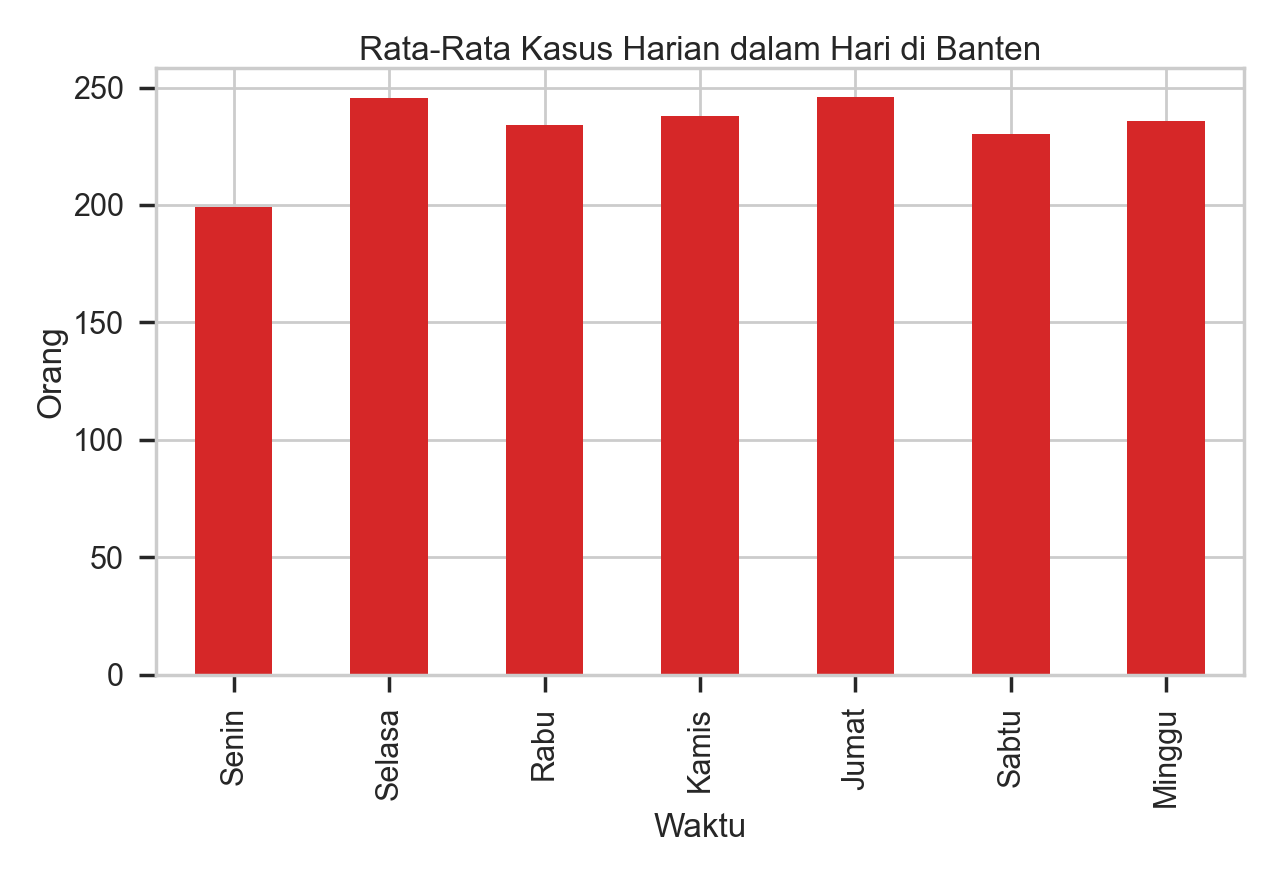 Rata-Rata Kasus Harian dalam Hari di Banten
250
200
150
100
50
0
Orang
Senin
Selasa
Rabu
Kamis
Jumat
Sabtu
Minggu
Waktu